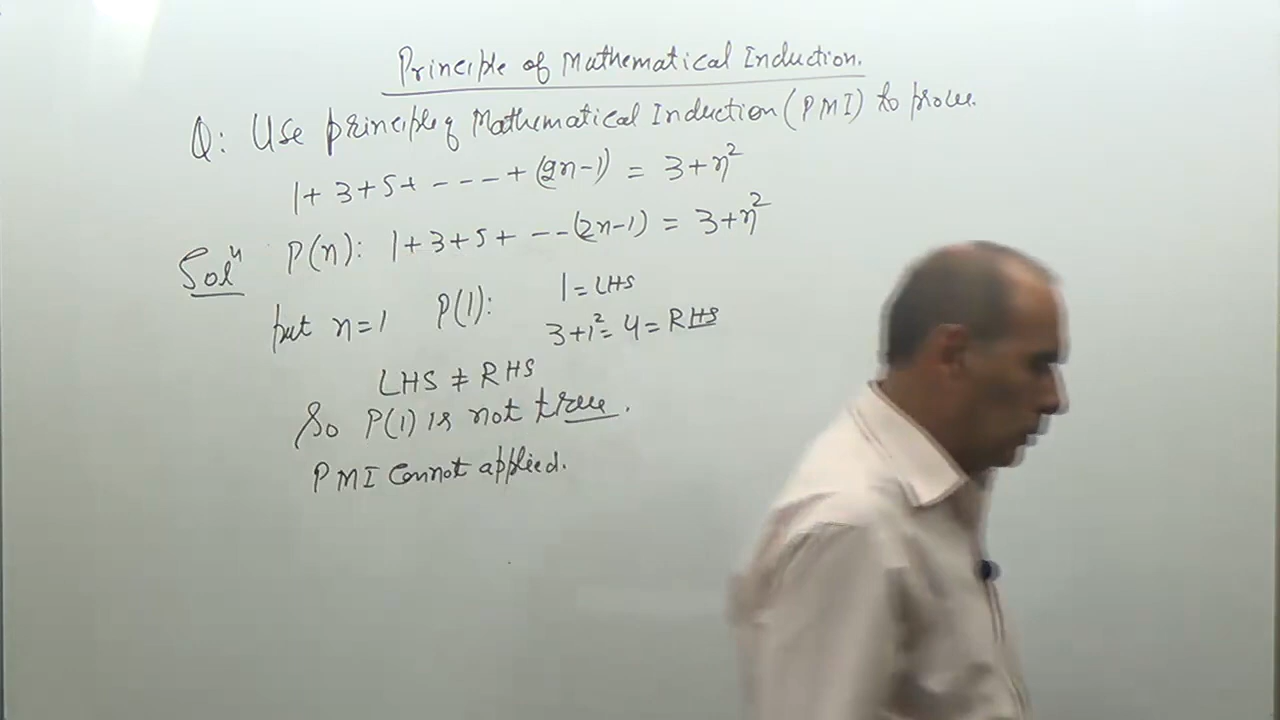 Principle of Mathematical Induction.
Q: Use principle of Mathematical Induction (PMI) to prove.
1+ 3+5+ ---- + (2n-1) = 3+n²
Solⁿ P(n): 1+3+5+ --- (2n-1) = 3+n²
put n=1 P(1): 1 = LHS
3+1² = 4 = RHS
LHS ≠ RHS
So P(1) is not true.
PMI cannot applied.